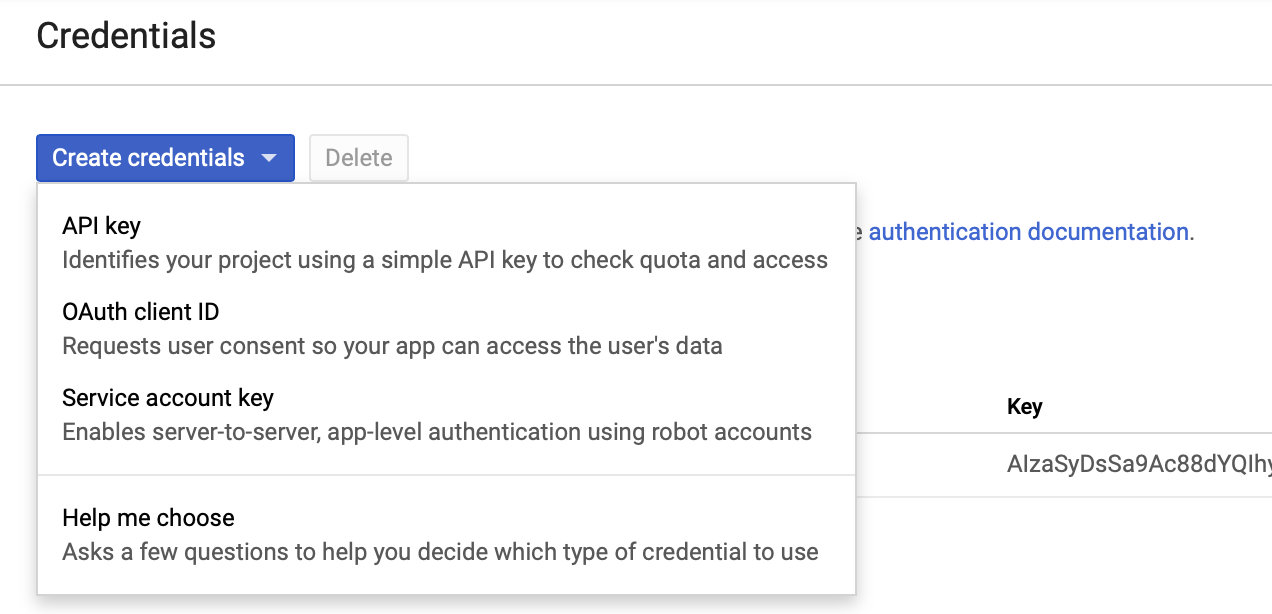 Credentials
Create credentials
Delete
API key
Identifies your project using a simple API key to check quota and access
authentication documentation.
OAuth client ID
Requests user consent so your app can access the user's data
Service account key
Enables server-to-server, app-level authentication using robot accounts
Key
AIzaSyDsSa9Ac88dYQIhy
Help me choose
Asks a few questions to help you decide which type of credential to use